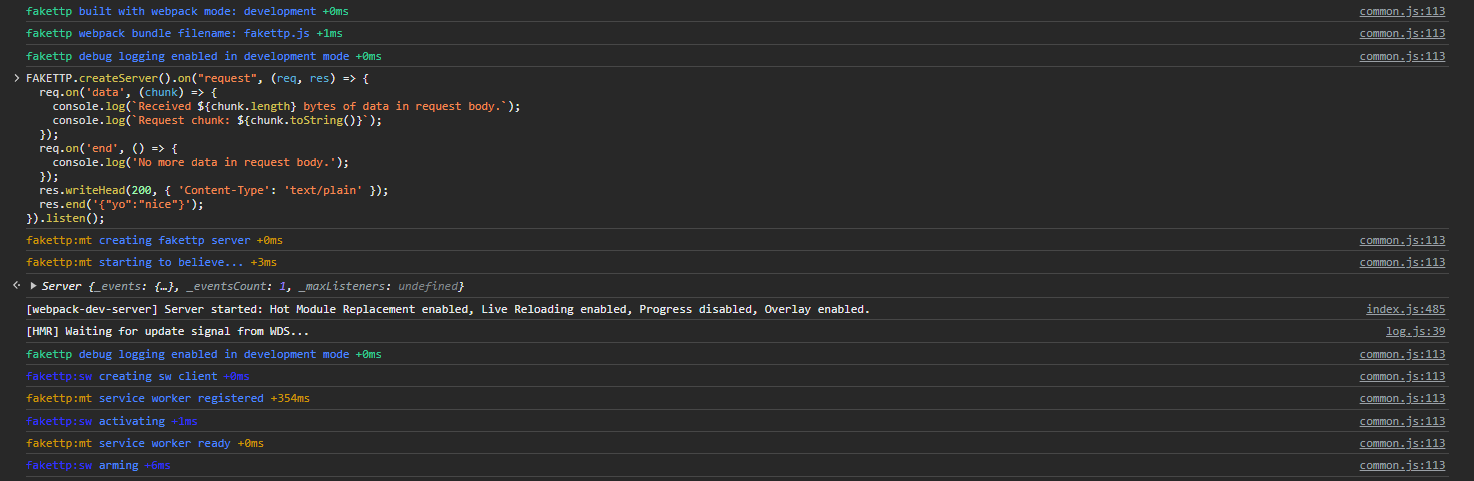 fakettp built with webpack mode: development +0ms common.js:113
fakettp webpack bundle filename: fakettp.js +1ms common.js:113
fakettp debug logging enabled in development mode +0ms common.js:113
FAKETTP.createServer().on("request", (req, res) => {
  req.on('data', (chunk) => {
    console.log(`Received ${chunk.length} bytes of data in request body.`);
    console.log(`Request chunk: ${chunk.toString()}`);
  });
  req.on('end', () => {
    console.log('No more data in request body.');
  });
  res.writeHead(200, { 'Content-Type': 'text/plain' });
  res.end('{"yo":"nice"}');
}).listen();
fakettp:mt creating fakettp server +0ms common.js:113
fakettp:mt starting to believe... +3ms common.js:113
Server {_events: {…}, _eventsCount: 1, _maxListeners: undefined}
[webpack-dev-server] Server started: Hot Module Replacement enabled, Live Reloading enabled, Progress disabled, Overlay enabled. index.js:485
[HMR] Waiting for update signal from WDS... log.js:39
fakettp debug logging enabled in development mode +0ms common.js:113
fakettp:sw creating sw client +0ms common.js:113
fakettp:mt service worker registered +354ms common.js:113
fakettp:sw activating +1ms common.js:113
fakettp:mt service worker ready +0ms common.js:113
fakettp:sw arming +6ms common.js:113